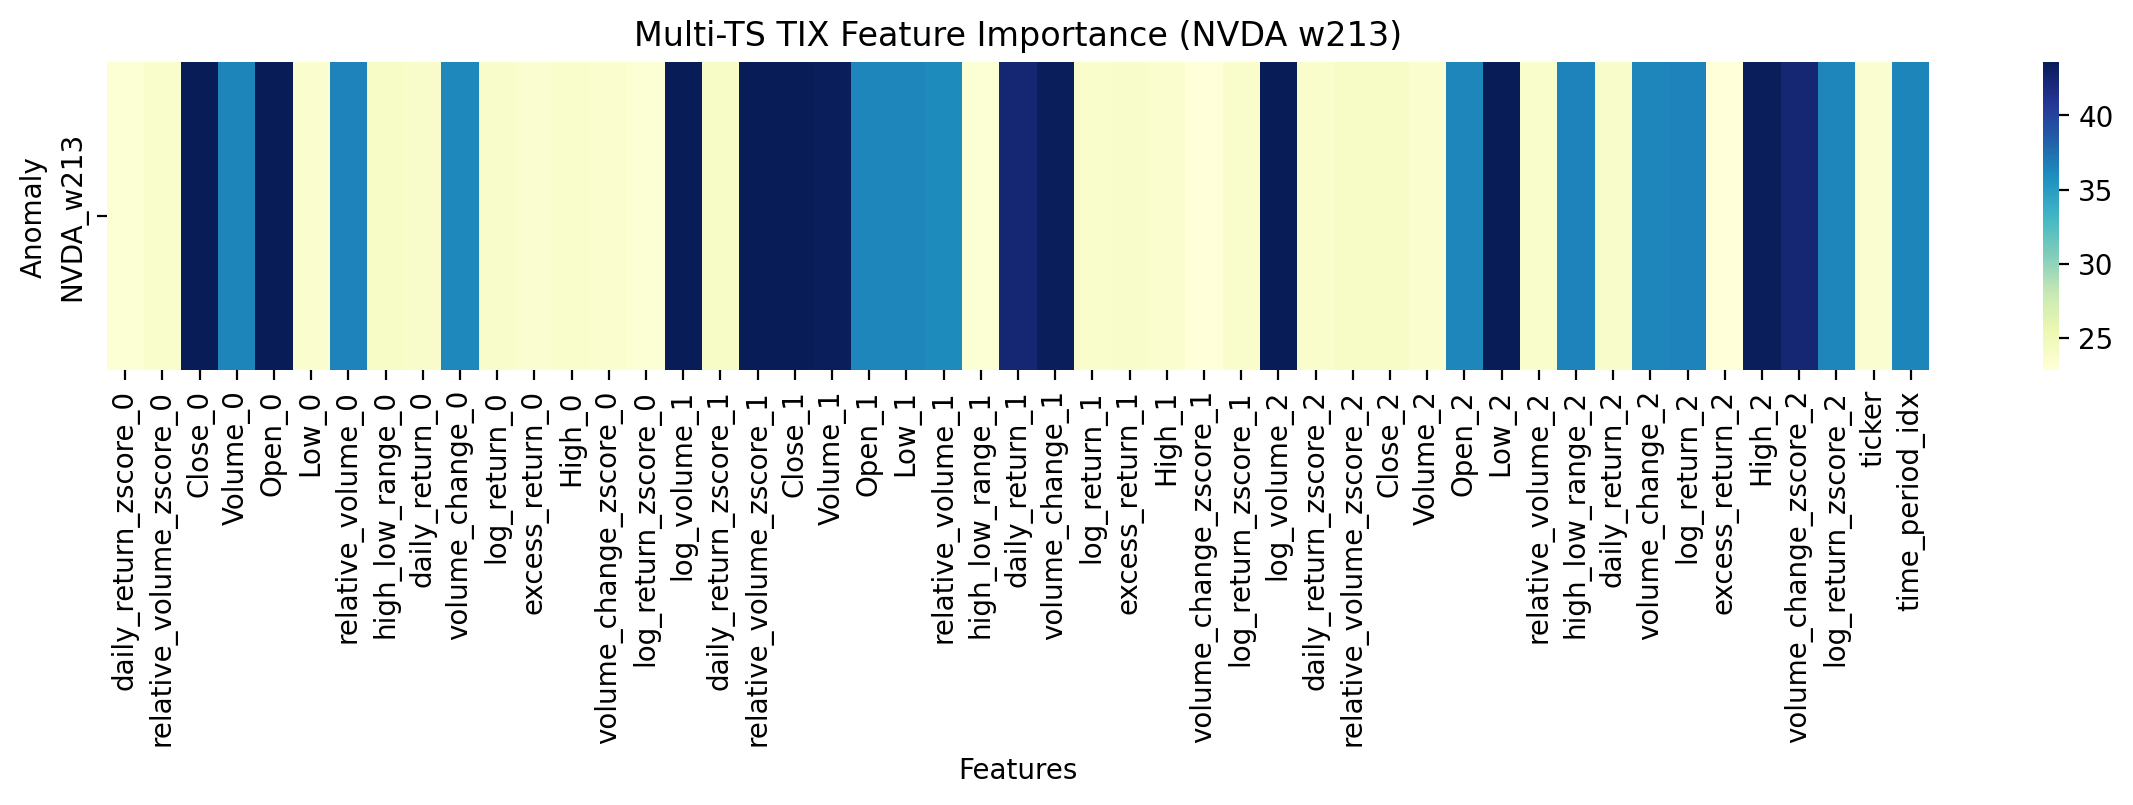 Multi-TS TIX Feature Importance (NVDA w213)
Anomaly
NVDA_w213
40
35
30
25
daily_return_zscore_0
relative_volume_zscore_0
Close_0
Volume_0
Open_0
Low_0
relative_volume_0
high_low_range_0
daily_return_0
volume_change_0
log_return_0
excess_return_0
High_0
volume_change_zscore_0
log_return_zscore_0
log_volume_1
daily_return_zscore_1
relative_volume_zscore_1
Close_1
Volume_1
Open_1
Low_1
relative_volume_1
high_low_range_1
daily_return_1
volume_change_1
log_return_1
excess_return_1
High_1
volume_change_zscore_1
log_return_zscore_1
log_volume_2
daily_return_zscore_2
relative_volume_zscore_2
Close_2
Volume_2
Open_2
Low_2
relative_volume_2
high_low_range_2
daily_return_2
volume_change_2
log_return_2
excess_return_2
High_2
volume_change_zscore_2
log_return_zscore_2
ticker
time_period_idx
Features